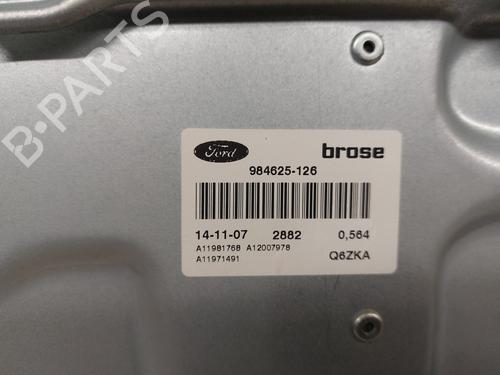 B-PARTS
Ford brose
984625-126
14-11-07 2882 0,564
A11981768 A12007978
A11971491 Q6ZKA